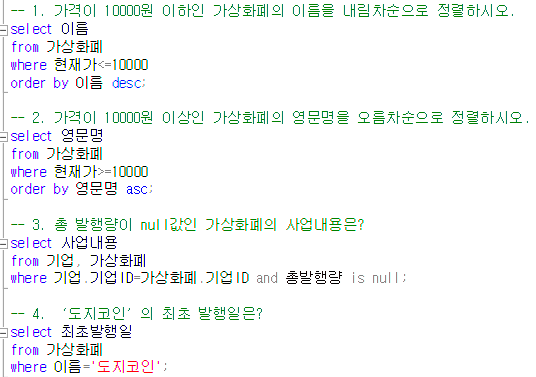 -- 1. 가격이 10000원 이하인 가상화폐의 이름을 내림차순으로 정렬하시오.
select 이름
from 가상화폐
where 현재가<=10000
order by 이름 desc;
-- 2. 가격이 10000원 이상인 가상화폐의 영문명을 오름차순으로 정렬하시오.
select 영문명
from 가상화폐
where 현재가>=10000
order by 영문명 asc;
-- 3. 총 발행량이 null값인 가상화폐의 사업내용은?
select 사업내용
from 기업, 가상화폐
where 기업.기업ID=가상화폐.기업ID and 총발행량 is null;
-- 4. ‘도지코인’의 최초 발행일은?
select 최초발행일
from 가상화폐
where 이름='도지코인';